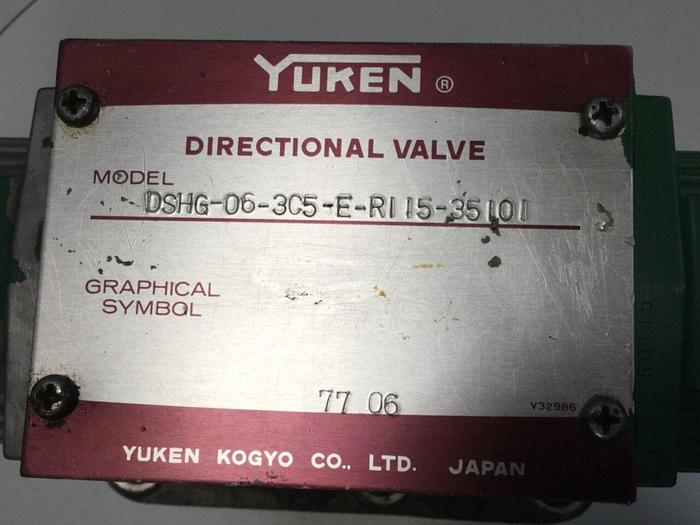 YUKEN ®
DIRECTIONAL VALVE
MODEL
DSHG-06-3C5-E-R115-35101
GRAPHICAL
SYMBOL
77 06
V32986
YUKEN KOGYO CO., LTD. JAPAN